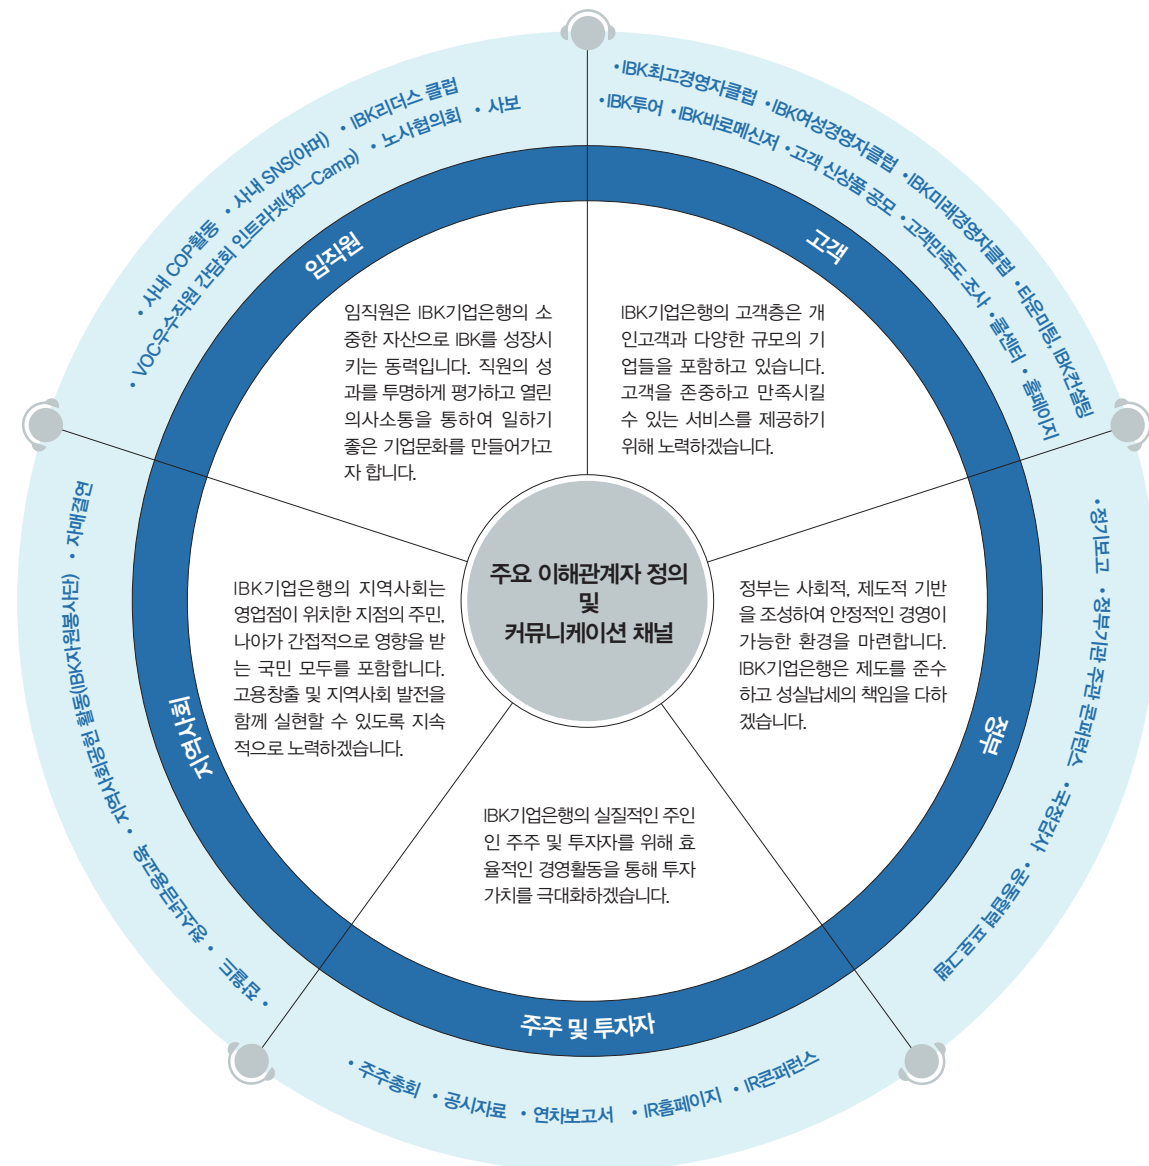 주요 이해관계자 정의
및
커뮤니케이션 채널
고객
•IBK최고경영자클럽 •IBK여성경영자클럽 •IBK미래경영자클럽 •타운미팅, IBK컨설팅
•IBK투어 •IBK바로메신저 •고객 신상품 공모 •고객만족도 조사 •콜센터 •홈페이지
IBK기업은행의 고객층은 개
인고객과 다양한 규모의 기
업들을 포함하고 있습니다.
고객을 존중하고 만족시킬
수 있는 서비스를 제공하기
위해 노력하겠습니다.
정부
•정기보고 •정부기관 주관 콘퍼런스 •국정감사 •공동협력 프로그램
정부는 사회적, 제도적 기반
을 조성하여 안정적인 경영이
가능한 환경을 마련합니다.
IBK기업은행은 제도를 준수
하고 성실납세의 책임을 다하
겠습니다.
주주 및 투자자
•주주총회 •공시자료 •연차보고서 •IR홈페이지 •IR콘퍼런스
IBK기업은행의 실질적인 주인
인 주주 및 투자자를 위해 효
율적인 경영활동을 통해 투자
가치를 극대화하겠습니다.
지역사회
•잡월드 •청소년금융교육 •지역사회공헌 활동(IBK자원봉사단) •자매결연
IBK기업은행의 지역사회는
영업점이 위치한 지점의 주민,
나아가 간접적으로 영향을 받
는 국민 모두를 포함합니다.
고용창출 및 지역사회 발전을
함께 실현할 수 있도록 지속
적으로 노력하겠습니다.
임직원
•사내 COP활동 •사내 SNS(야머) •IBK리더스 클럽
•VOC우수직원 간담회 인트라넷(知-Camp) •노사협의회 •사보
임직원은 IBK기업은행의 소
중한 자산으로 IBK를 성장시
키는 동력입니다. 직원의 성
과를 투명하게 평가하고 열린
의사소통을 통하여 일하기
좋은 기업문화를 만들어가고
자 합니다.